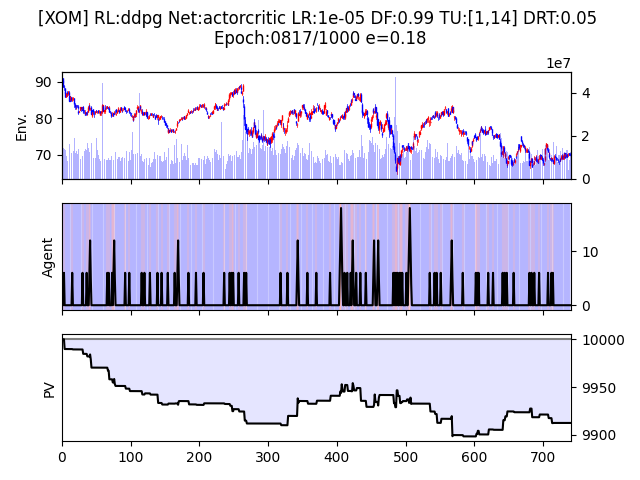 [XOM] RL:ddpg Net:actorcritic LR:1e-05 DF:0.99 TU:[1,14] DRT:0.05
Epoch:0817/1000 e=0.18
1e7
Env.
90
80
70
4
2
0
Agent
10
0
PV
10000
9950
9900
0 100 200 300 400 500 600 700